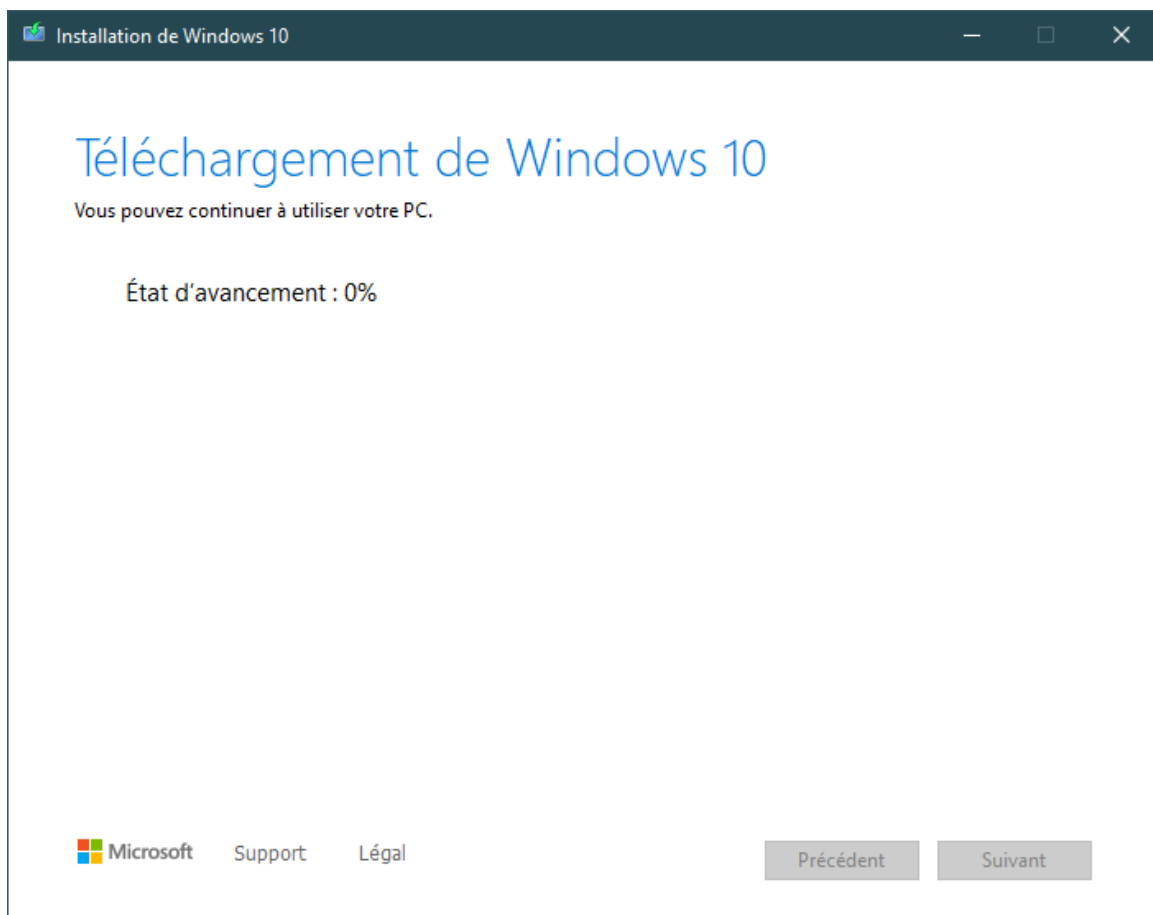 Installation de Windows 10
Téléchargement de Windows 10
Vous pouvez continuer à utiliser votre PC.
État d’avancement : 0%
Microsoft Support Légal
Précédent Suivant